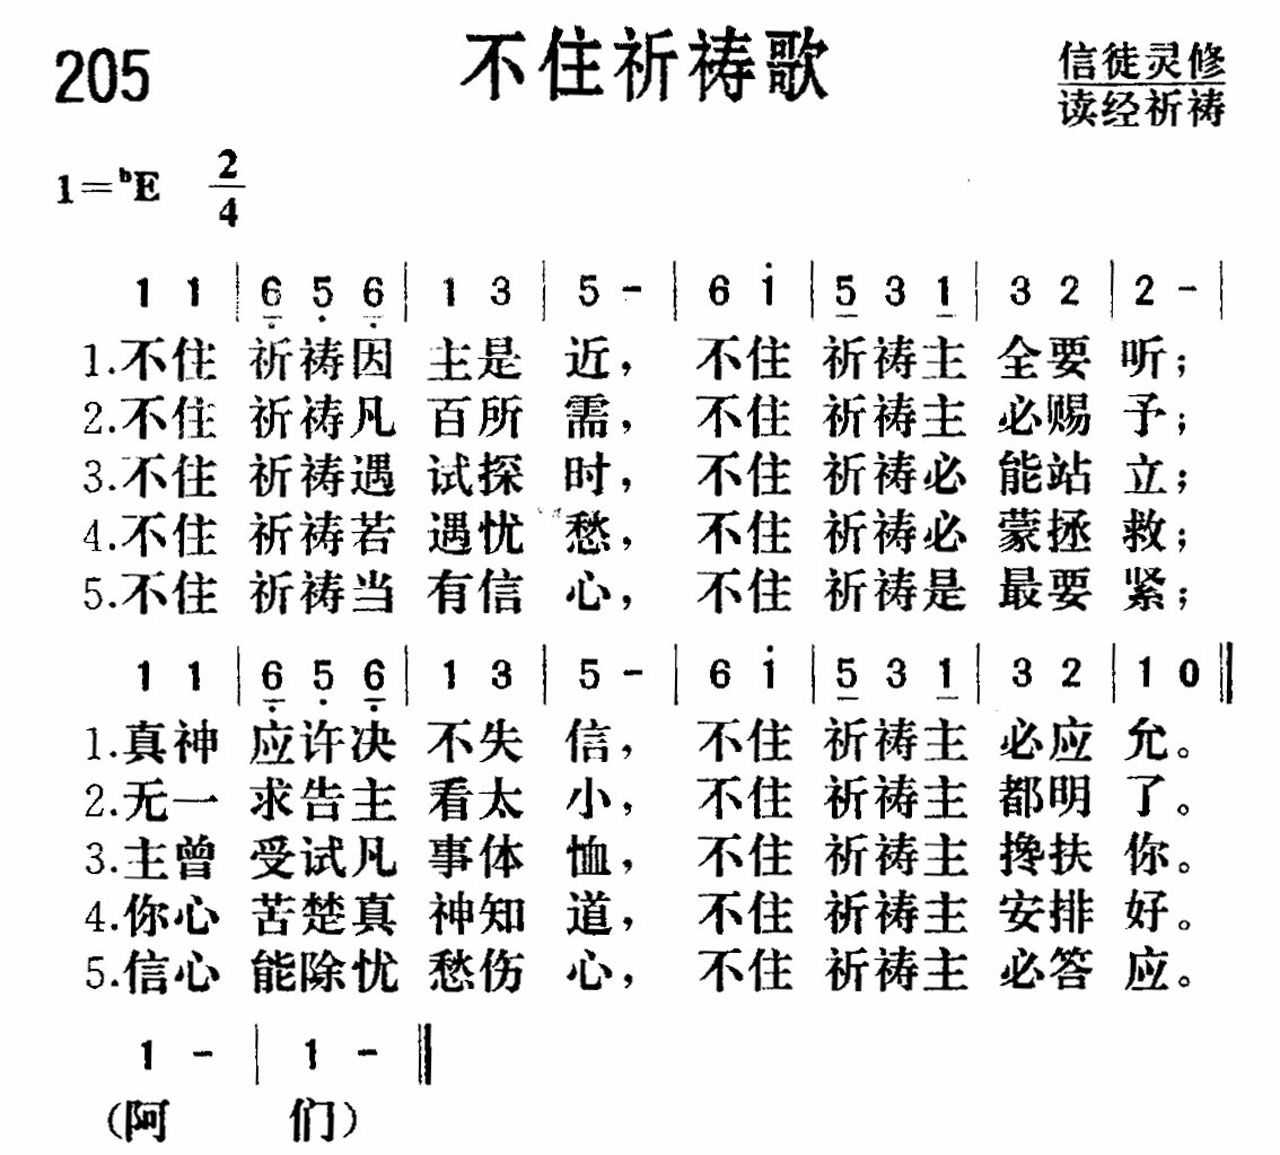 205 不住祈祷歌 信徒灵修
读经祈祷
1=ᵇE 2/4
1 1 | 6̣ 5̣ 6̣ | 1 3 | 5 - | 6 i | 5 3 1 | 3 2 | 2 - |
1.不住 祈祷因 主是 近， 不住 祈祷主 全要 听；
2.不住 祈祷凡 百所 需， 不住 祈祷主 必赐 予；
3.不住 祈祷遇 试探 时， 不住 祈祷必 能站 立；
4.不住 祈祷若 遇忧 愁， 不住 祈祷必 蒙拯 救；
5.不住 祈祷当 有信 心， 不住 祈祷是 最要 紧；
1 1 | 6̣ 5̣ 6̣ | 1 3 | 5 - | 6 i | 5 3 1 | 3 2 | 1 0 ‖
1.真神 应许决 不失 信， 不住 祈祷主 必应 允。
2.无一 求告主 看太 小， 不住 祈祷主 都明 了。
3.主曾 受试凡 事体 恤， 不住 祈祷主 搀扶 你。
4.你心 苦楚真 神知 道， 不住 祈祷主 安排 好。
5.信心 能除忧 愁伤 心， 不住 祈祷主 必答 应。
1 - | 1 - ‖
（阿 们）